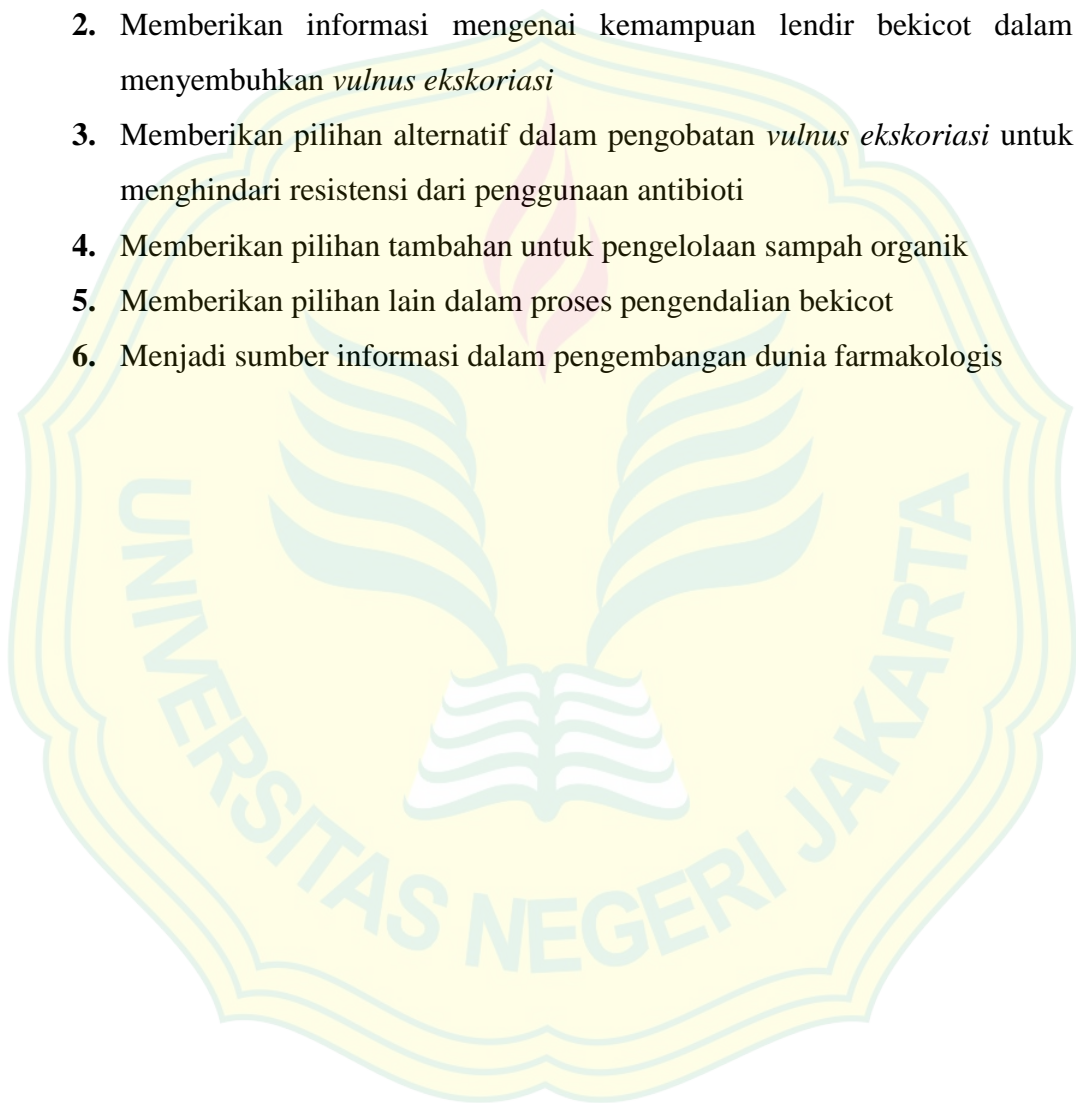 2. Memberikan informasi mengenai kemampuan lendir bekicot dalam
menyembuhkan vulnus ekskoriasi
3. Memberikan pilihan alternatif dalam pengobatan vulnus ekskoriasi untuk
menghindari resistensi dari penggunaan antibioti
4. Memberikan pilihan tambahan untuk pengelolaan sampah organik
5. Memberikan pilihan lain dalam proses pengendalian bekicot
6. Menjadi sumber informasi dalam pengembangan dunia farmakologis
UNIVERSITAS NEGERI JAKARTA